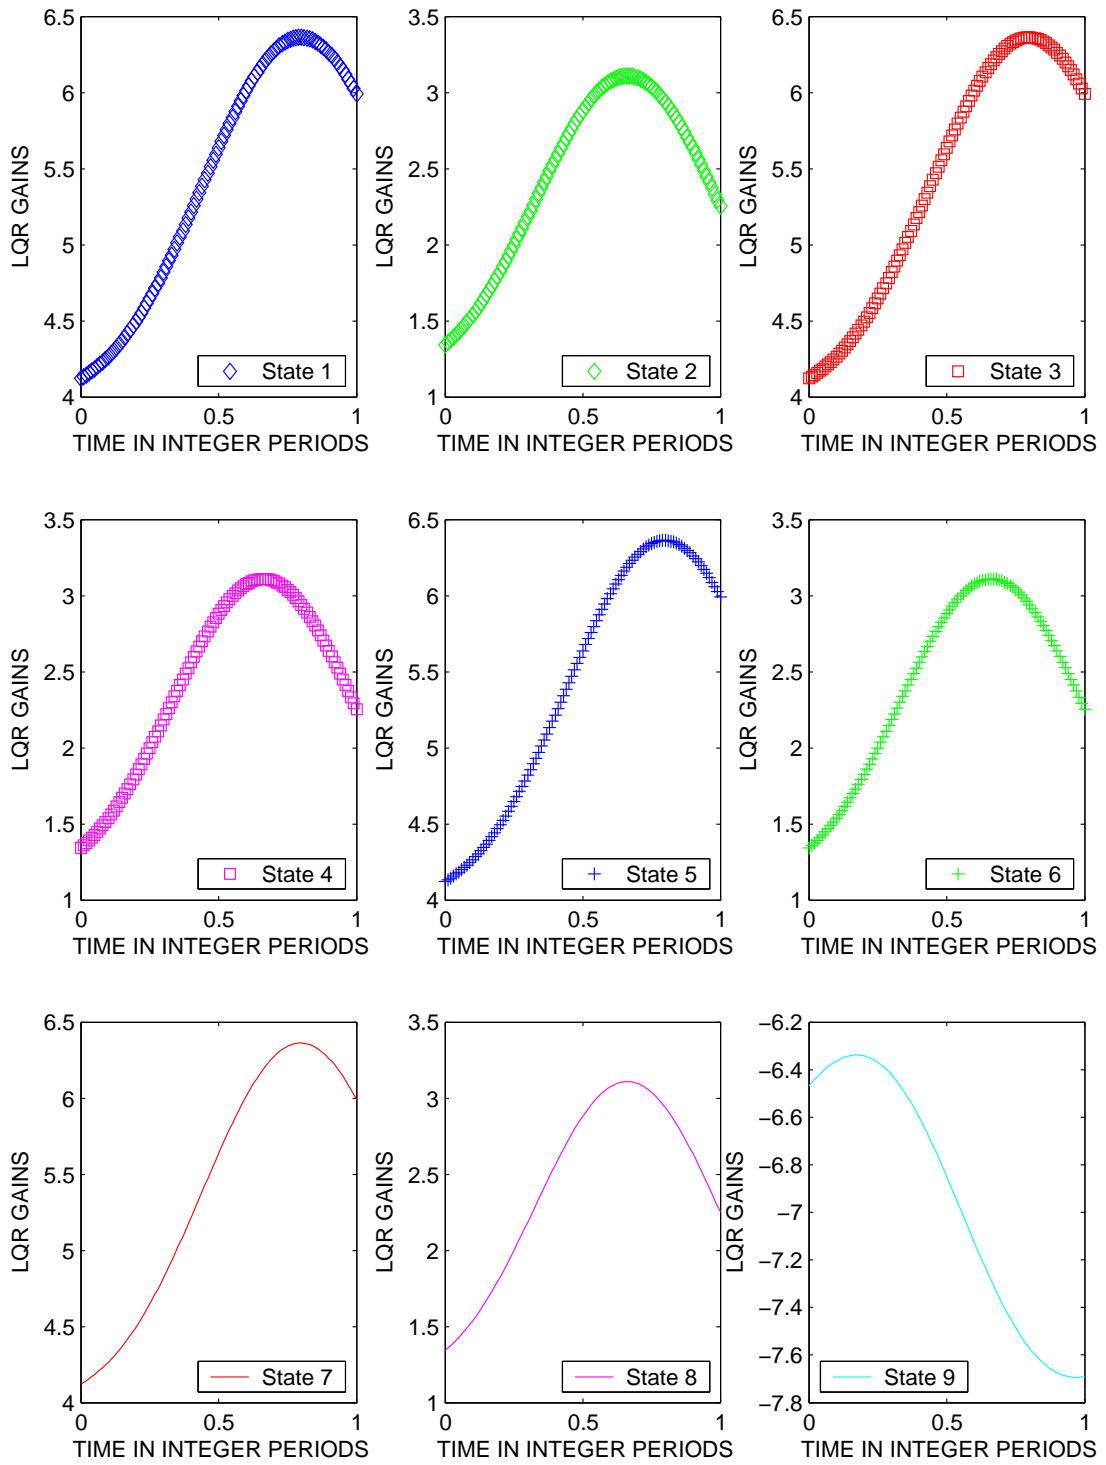 6.5
6
5.5
5
4.5
4
LQR GAINS
State 1
0 0.5 1
TIME IN INTEGER PERIODS
3.5
3
2.5
2
1.5
1
LQR GAINS
State 2
0 0.5 1
TIME IN INTEGER PERIODS
6.5
6
5.5
5
4.5
4
LQR GAINS
State 3
0 0.5 1
TIME IN INTEGER PERIODS
3.5
3
2.5
2
1.5
1
LQR GAINS
State 4
0 0.5 1
TIME IN INTEGER PERIODS
6.5
6
5.5
5
4.5
4
LQR GAINS
State 5
0 0.5 1
TIME IN INTEGER PERIODS
3.5
3
2.5
2
1.5
1
LQR GAINS
State 6
0 0.5 1
TIME IN INTEGER PERIODS
6.5
6
5.5
5
4.5
4
LQR GAINS
State 7
0 0.5 1
TIME IN INTEGER PERIODS
3.5
3
2.5
2
1.5
1
LQR GAINS
State 8
0 0.5 1
TIME IN INTEGER PERIODS
−6.2
−6.4
−6.6
−6.8
−7
−7.2
−7.4
−7.6
−7.8
LQR GAINS
State 9
0 0.5 1
TIME IN INTEGER PERIODS